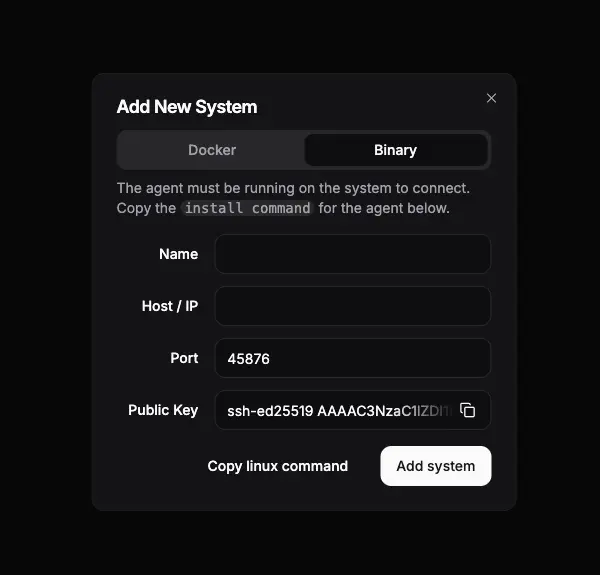 Add New System
Docker
Binary
The agent must be running on the system to connect.
Copy the install command for the agent below.
Name
Host / IP
Port
45876
Public Key
ssh-ed25519 AAAAC3NzaC1lZDI1
Copy linux command
Add system